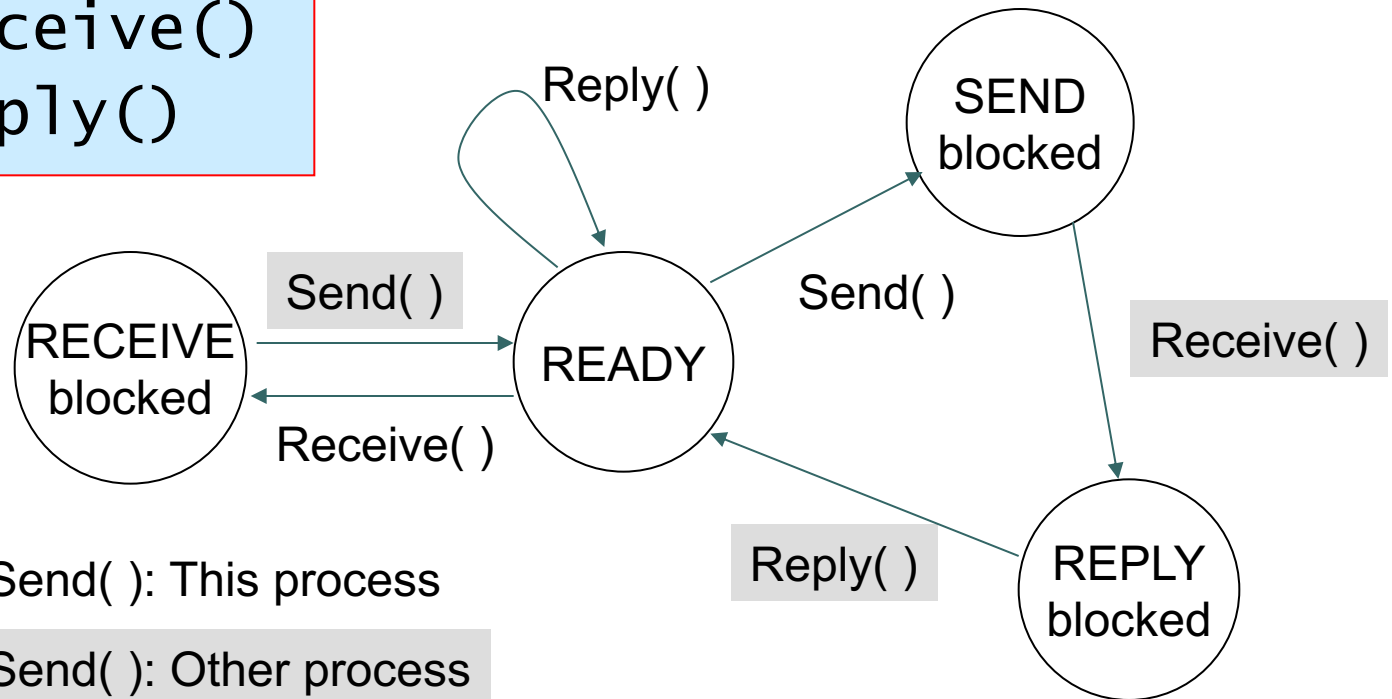 ceive()
ply()
Reply( )
SEND
blocked
Send( )
Send( )
RECEIVE
blocked
READY
Receive( )
Receive( )
Reply( )
REPLY
blocked
Send( ): This process
Send( ): Other process